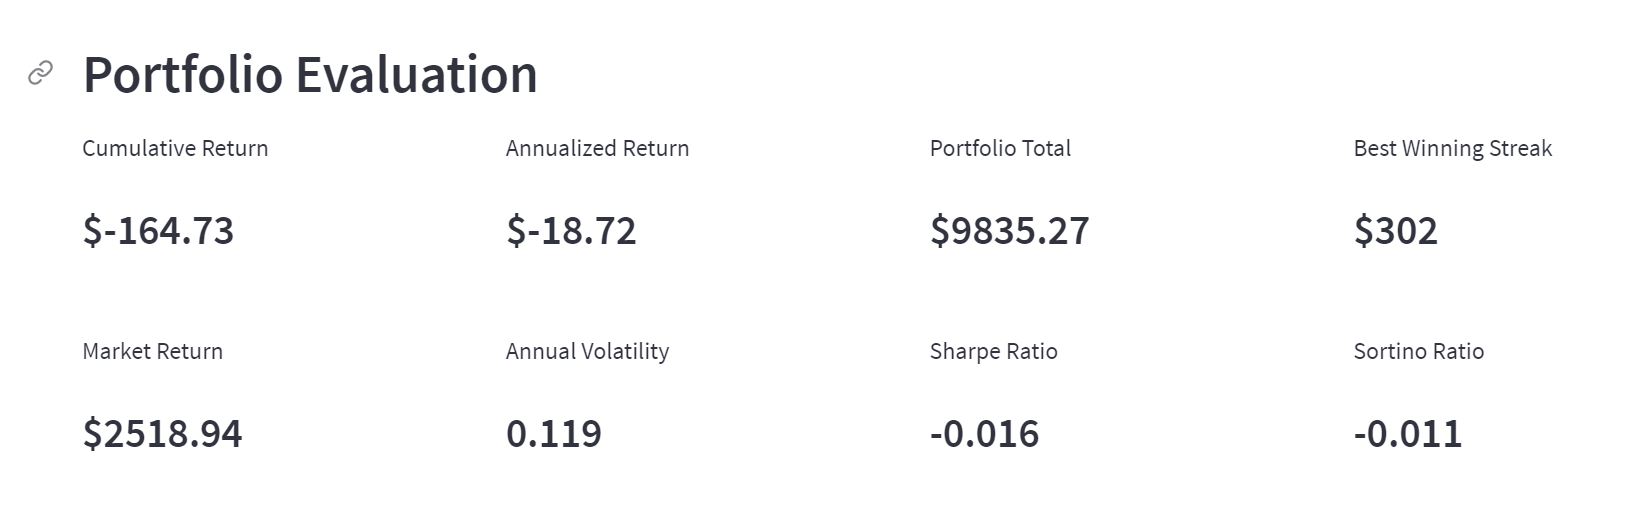 Portfolio Evaluation
Cumulative Return Annualized Return Portfolio Total Best Winning Streak
$-164.73 $-18.72 $9835.27 $302
Market Return Annual Volatility Sharpe Ratio Sortino Ratio
$2518.94 0.119 -0.016 -0.011